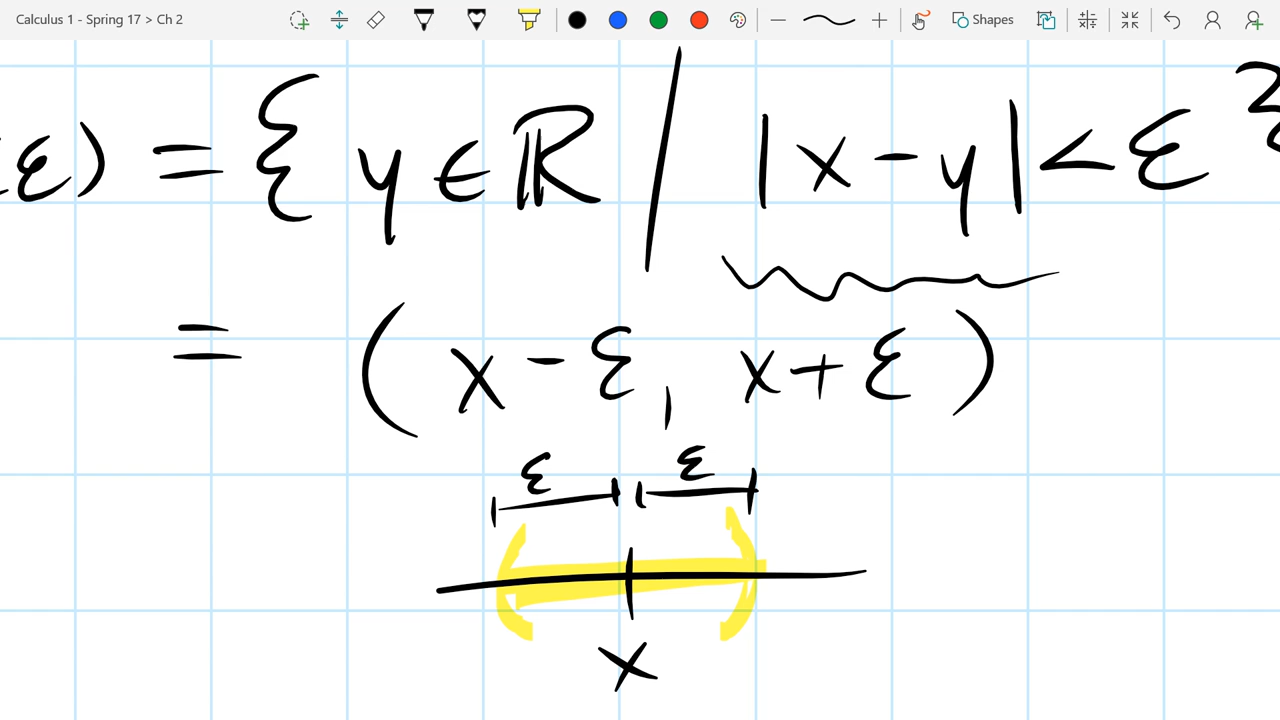 Calculus 1 - Spring 17 > Ch 2
Shapes
ε) = { y ∈ ℝ / |x - y| < ε }
= ( x - ε, x + ε )
ε ε
x